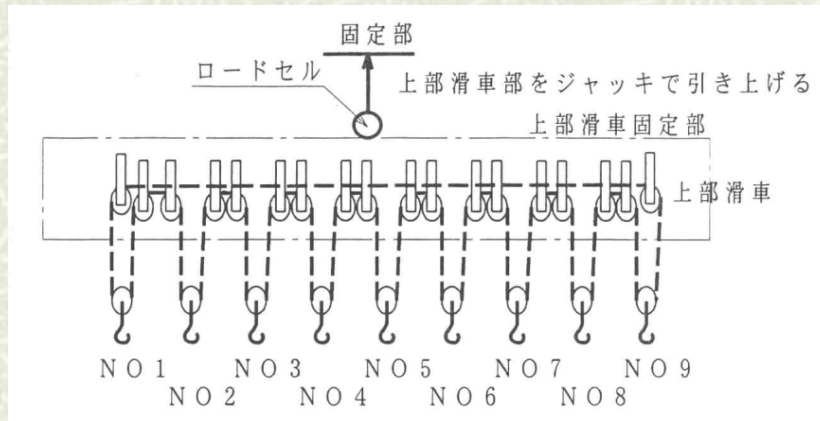 固定部
ロードセル
上部滑車部をジャッキで引き上げる
上部滑車固定部
上部滑車
NO1
NO2
NO3
NO4
NO5
NO6
NO7
NO8
NO9